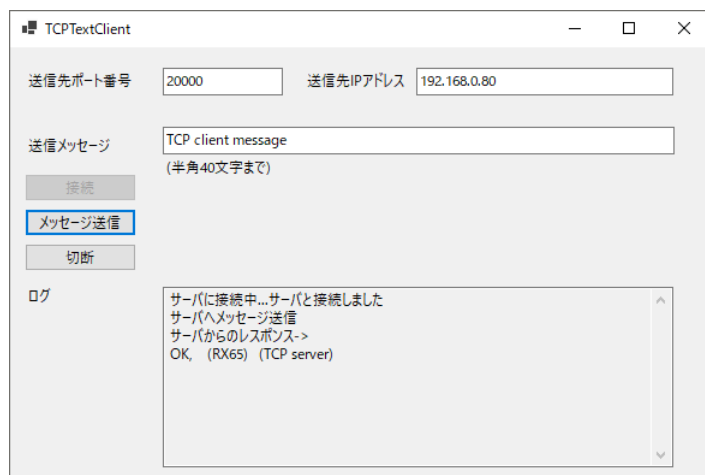 TCPTextClient
送信先ポート番号 20000 送信先IPアドレス 192.168.0.80
送信メッセージ TCP client message
(半角40文字まで)
接続
メッセージ送信
切断
ログ
サーバに接続中...サーバと接続しました
サーバへメッセージ送信
サーバからのレスポンス->
OK, (RX65) (TCP server)